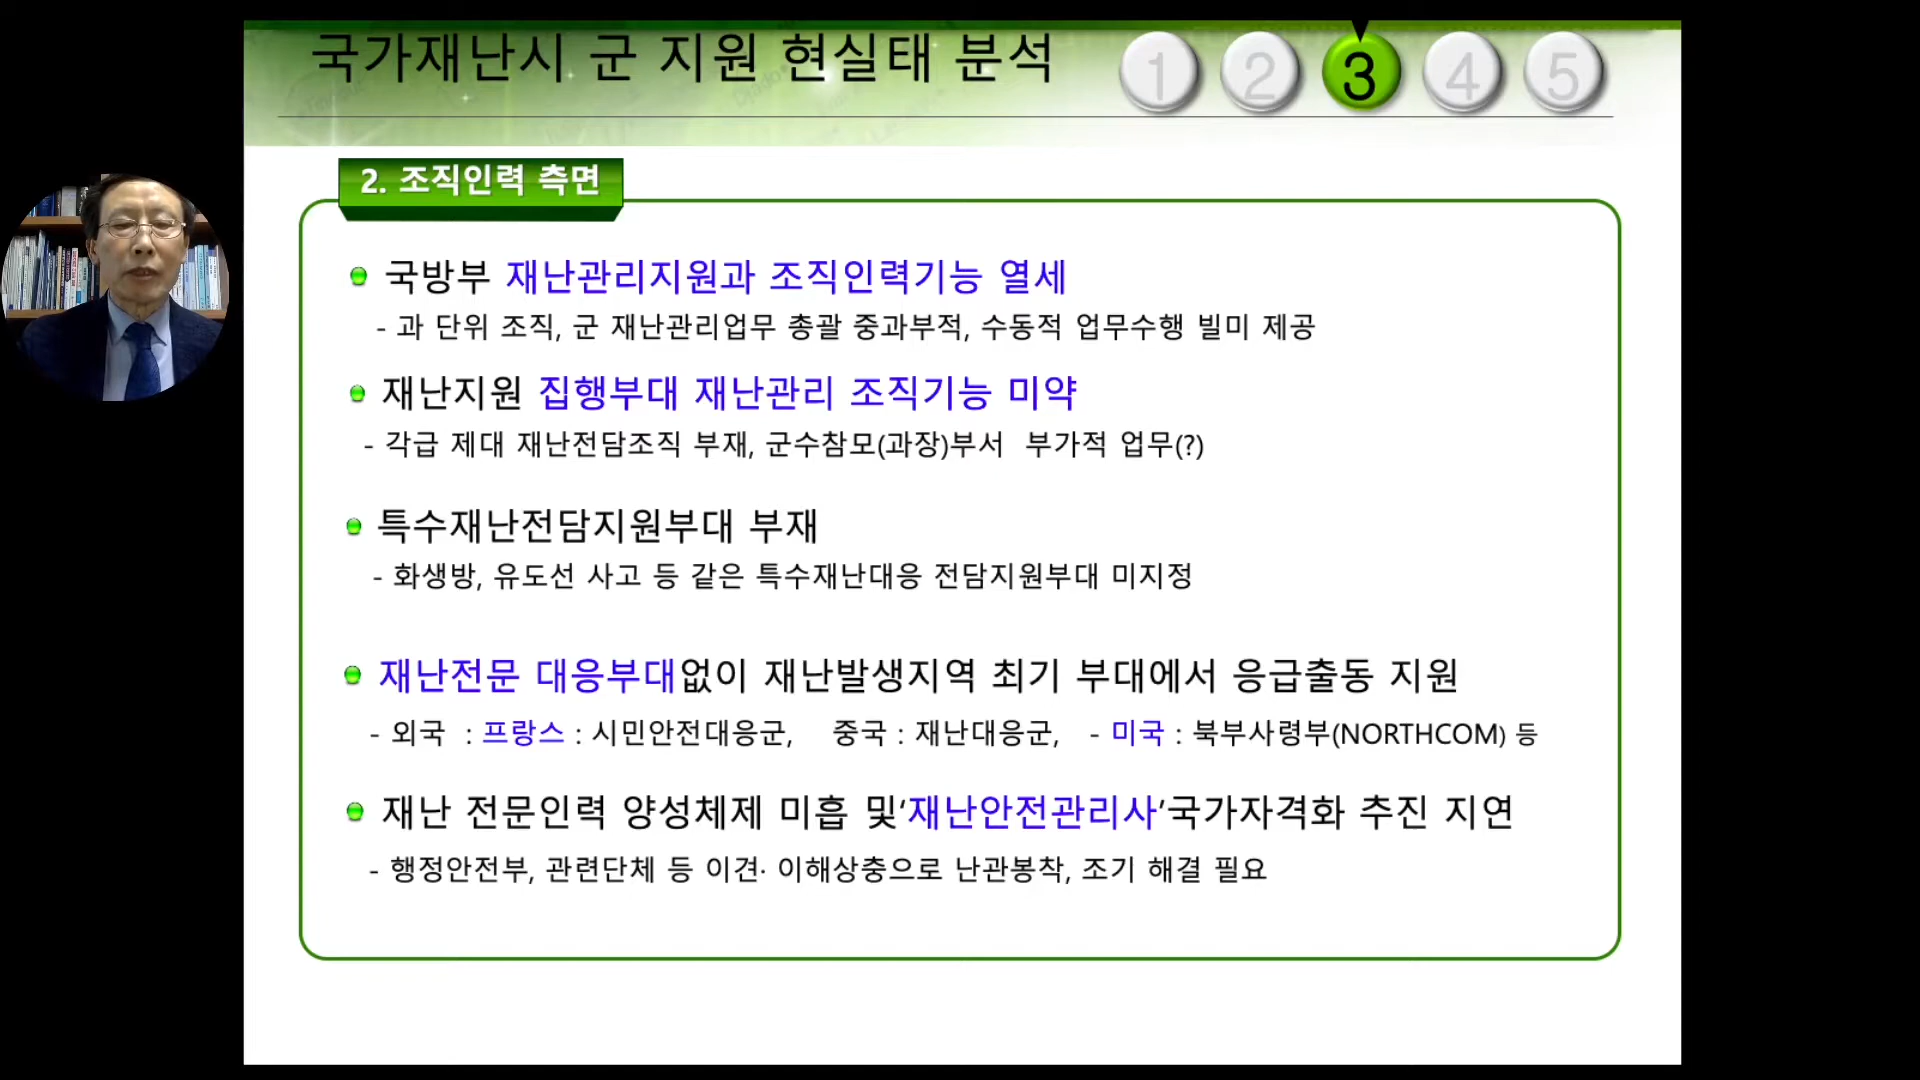 국가재난시 군 지원 현실태 분석
1 2 3 4 5
2. 조직인력 측면
국방부 재난관리지원과 조직인력기능 열세
- 과 단위 조직, 군 재난관리업무 총괄 중과부적, 수동적 업무수행 빌미 제공
재난지원 집행부대 재난관리 조직기능 미약
- 각급 제대 재난전담조직 부재, 군수참모(과장)부서 부가적 업무(?)
특수재난전담지원부대 부재
- 화생방, 유도선 사고 등 같은 특수재난대응 전담지원부대 미지정
재난전문 대응부대없이 재난발생지역 최기 부대에서 응급출동 지원
- 외국 : 프랑스 : 시민안전대응군, 중국 : 재난대응군, - 미국 : 북부사령부(NORTHCOM) 등
재난 전문인력 양성체제 미흡 및‘재난안전관리사’국가자격화 추진 지연
- 행정안전부, 관련단체 등 이견· 이해상충으로 난관봉착, 조기 해결 필요